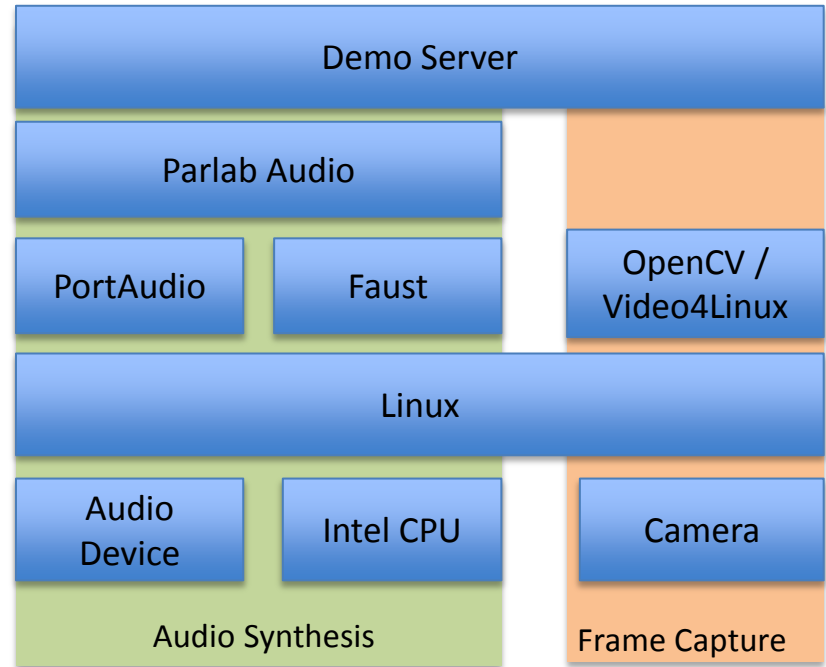 Demo Server
Parlab Audio
PortAudio
Faust
OpenCV /
Video4Linux
Linux
Audio
Device
Intel CPU
Camera
Audio Synthesis
Frame Capture